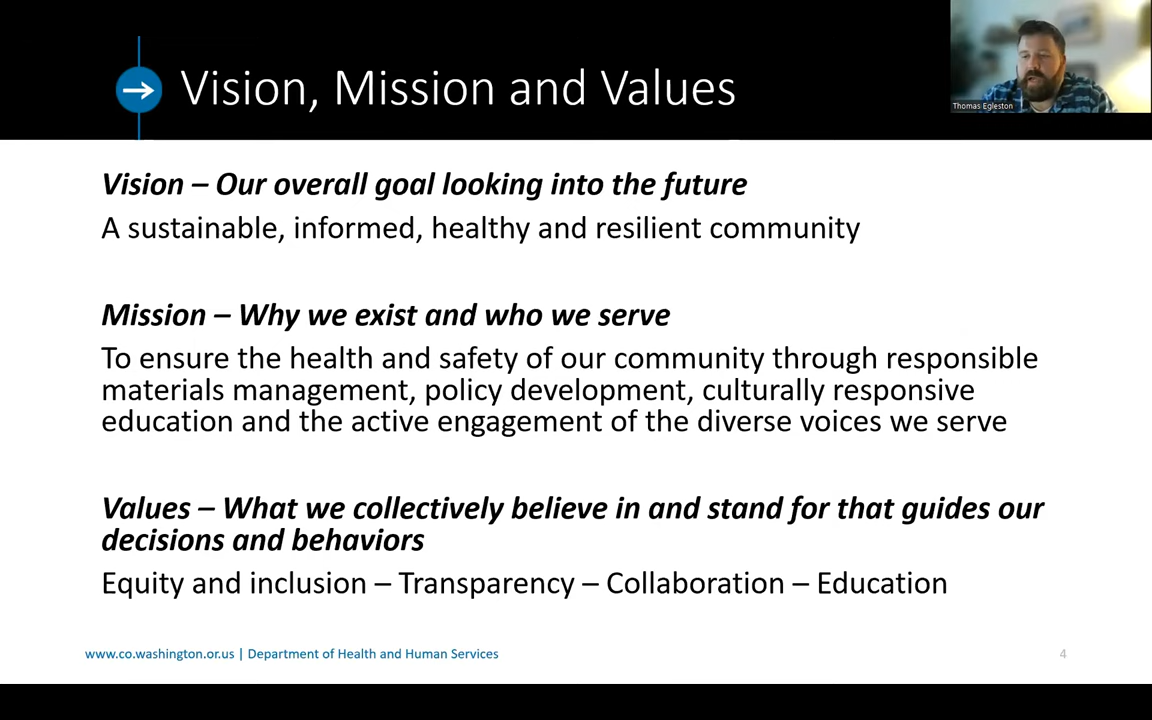 Vision, Mission and Values
Thomas Egleston
Vision – Our overall goal looking into the future
A sustainable, informed, healthy and resilient community
Mission – Why we exist and who we serve
To ensure the health and safety of our community through responsible
materials management, policy development, culturally responsive
education and the active engagement of the diverse voices we serve
Values – What we collectively believe in and stand for that guides our
decisions and behaviors
Equity and inclusion – Transparency – Collaboration – Education
www.co.washington.or.us | Department of Health and Human Services
4